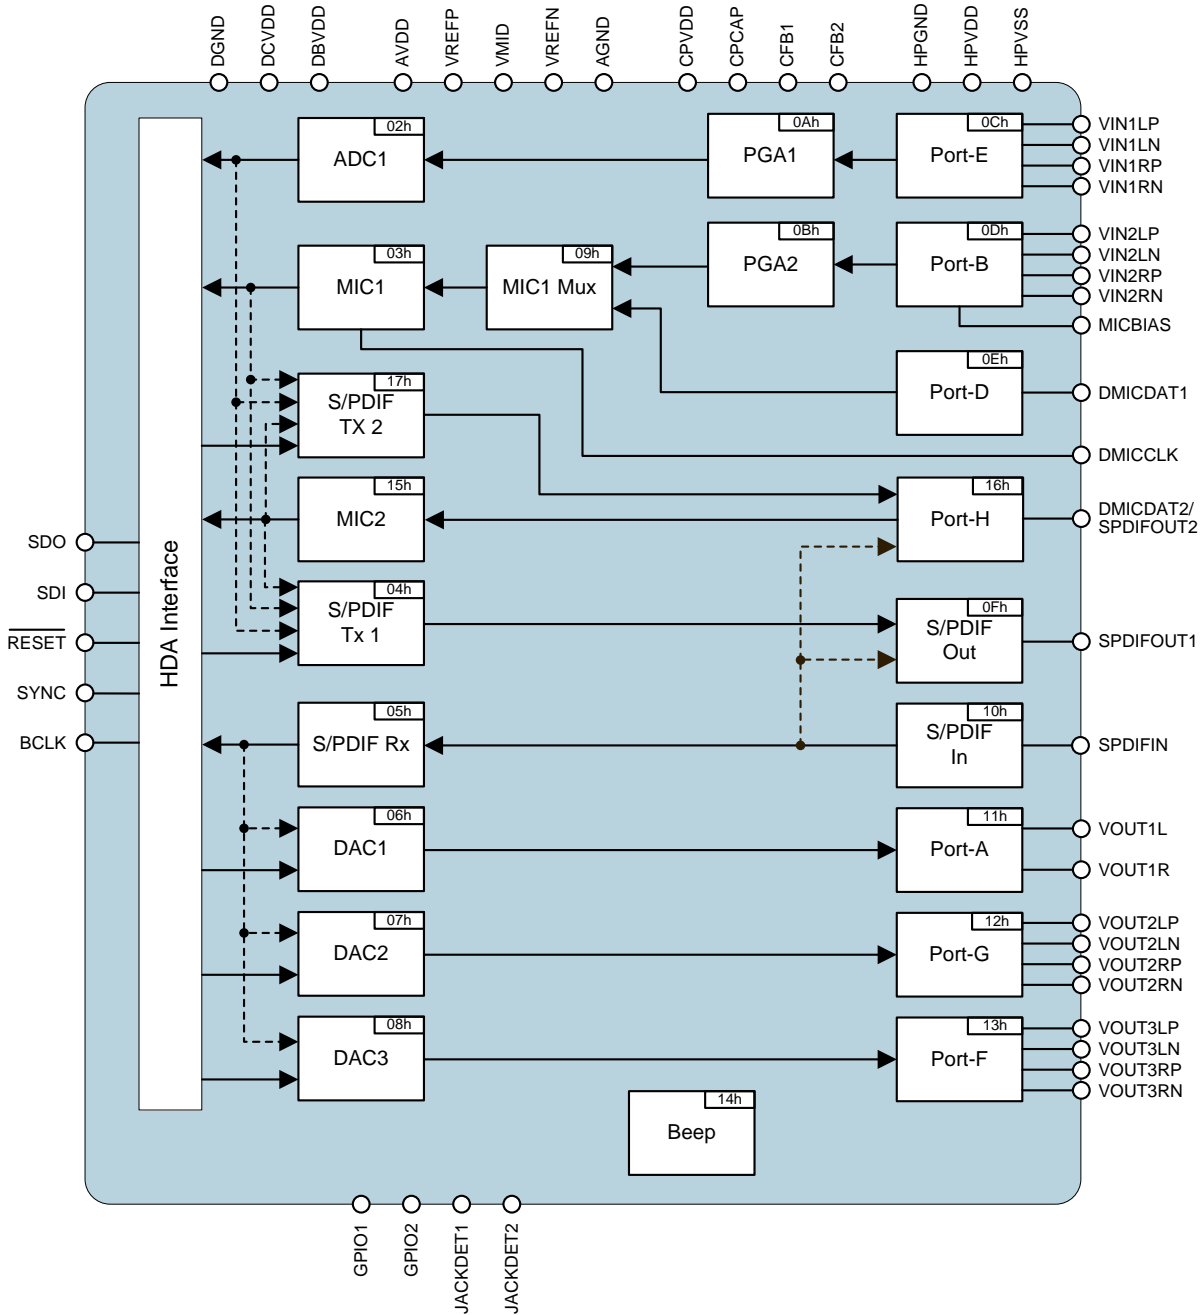 DGND
DCVDD
DBVDD
AVDD
VREFP
VMID
VREFN
AGND
CPVDD
CPCAP
CFB1
CFB2
HPGND
HPVDD
HPVSS
02h
ADC1
0Ah
PGA1
0Ch
Port-E
VIN1LP
VIN1LN
VIN1RP
VIN1RN
03h
MIC1
09h
MIC1 Mux
0Bh
PGA2
0Dh
Port-B
VIN2LP
VIN2LN
VIN2RP
VIN2RN
MICBIAS
17h
S/PDIF
TX 2
0Eh
Port-D
DMICDAT1
DMICCLK
15h
MIC2
16h
Port-H
DMICDAT2/
SPDIFOUT2
SDO
SDI
RESET
SYNC
BCLK
HDA Interface
04h
S/PDIF
Tx 1
0Fh
S/PDIF
Out
SPDIFOUT1
05h
S/PDIF Rx
10h
S/PDIF
In
SPDIFIN
06h
DAC1
11h
Port-A
VOUT1L
VOUT1R
07h
DAC2
12h
Port-G
VOUT2LP
VOUT2LN
VOUT2RP
VOUT2RN
08h
DAC3
13h
Port-F
VOUT3LP
VOUT3LN
VOUT3RP
VOUT3RN
14h
Beep
GPIO1
GPIO2
JACKDET1
JACKDET2